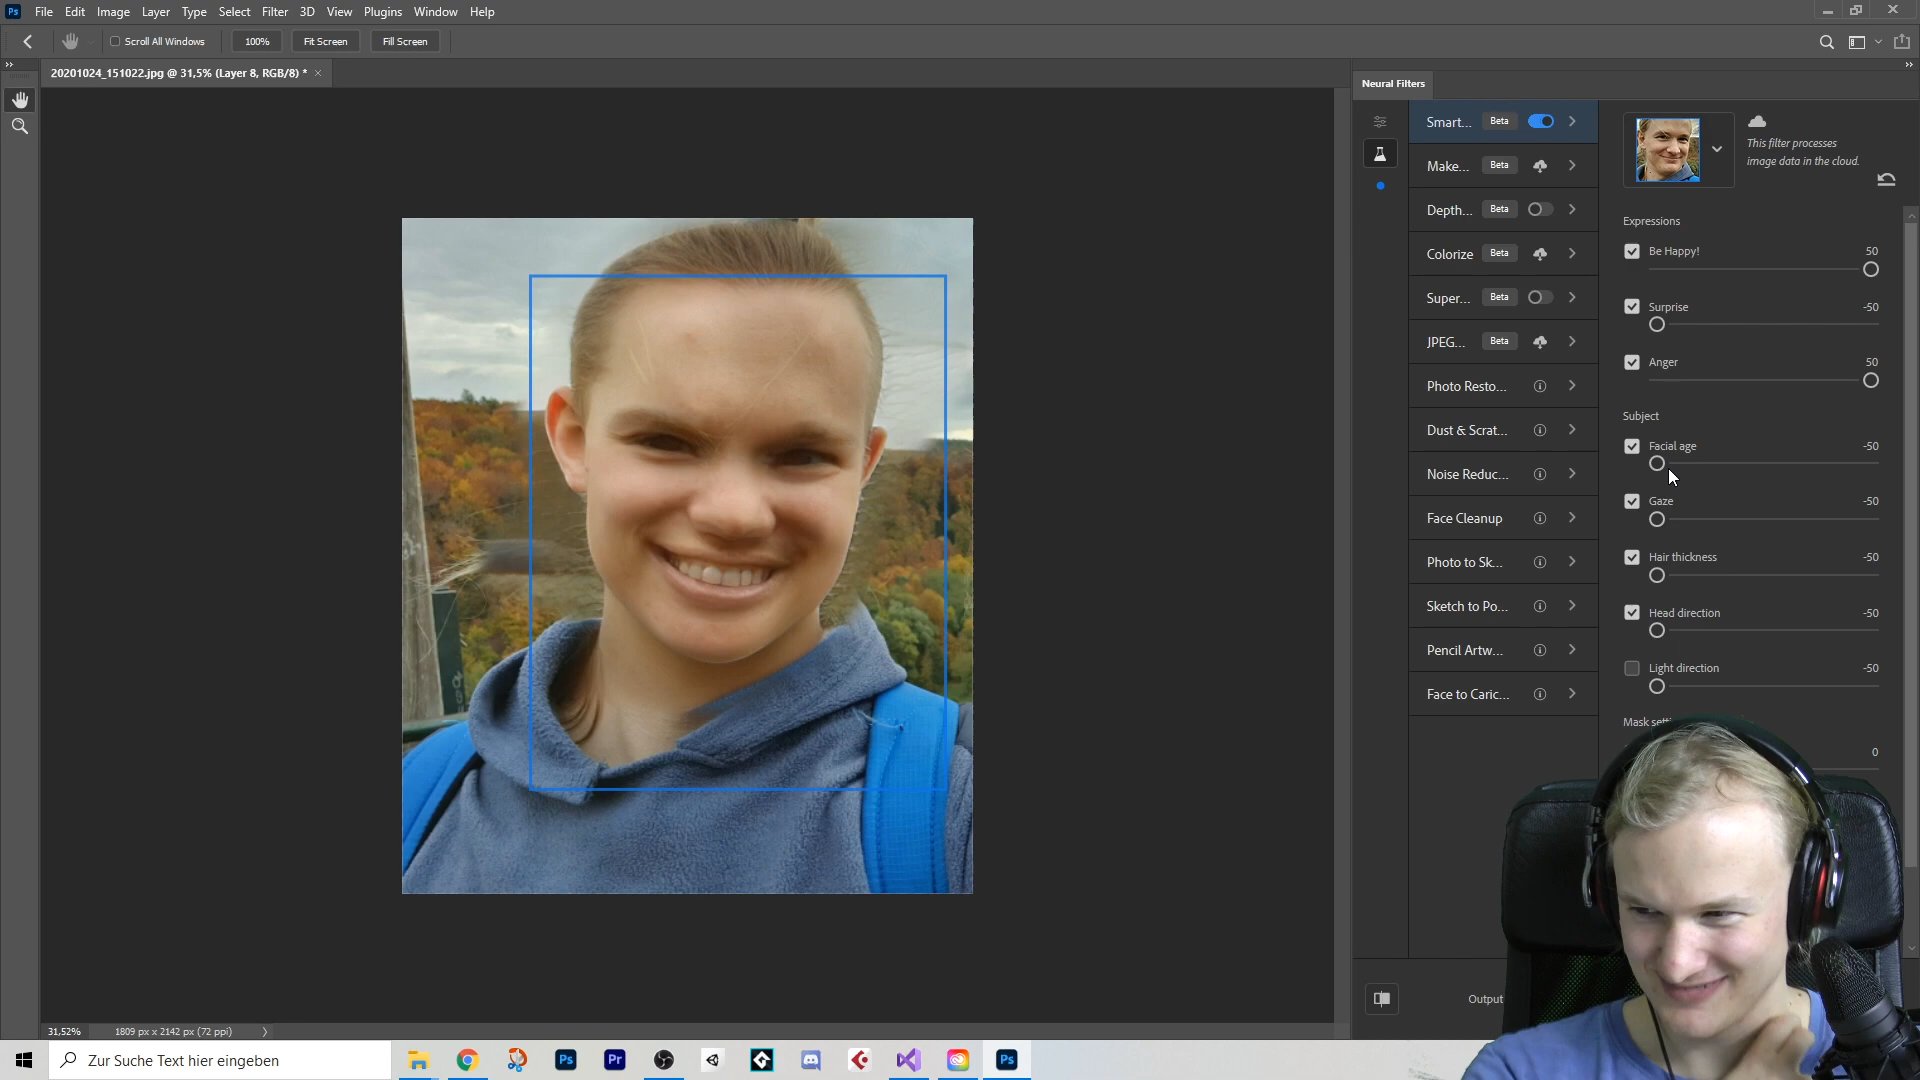 Ps File Edit Image Layer Type Select Filter 3D View Plugins Window Help
Scroll All Windows 100% Fit Screen Fill Screen
20201024_151022.jpg @ 31,5% (Layer 8, RGB/8) *
Neural Filters
Smart... Beta
Make... Beta
Depth... Beta
Colorize Beta
Super... Beta
JPEG... Beta
Photo Resto...
Dust & Scrat...
Noise Reduc...
Face Cleanup
Photo to Sk...
Sketch to Po...
Pencil Artw...
Face to Caric...
This filter processes
image data in the cloud.
Expressions
Be Happy! 50
Surprise -50
Anger 50
Subject
Facial age -50
Gaze -50
Hair thickness -50
Head direction -50
Light direction -50
Mask
0
Output
31,52% 1809 px x 2142 px (72 ppi)
Zur Suche Text hier eingeben
Ps Pr Ps